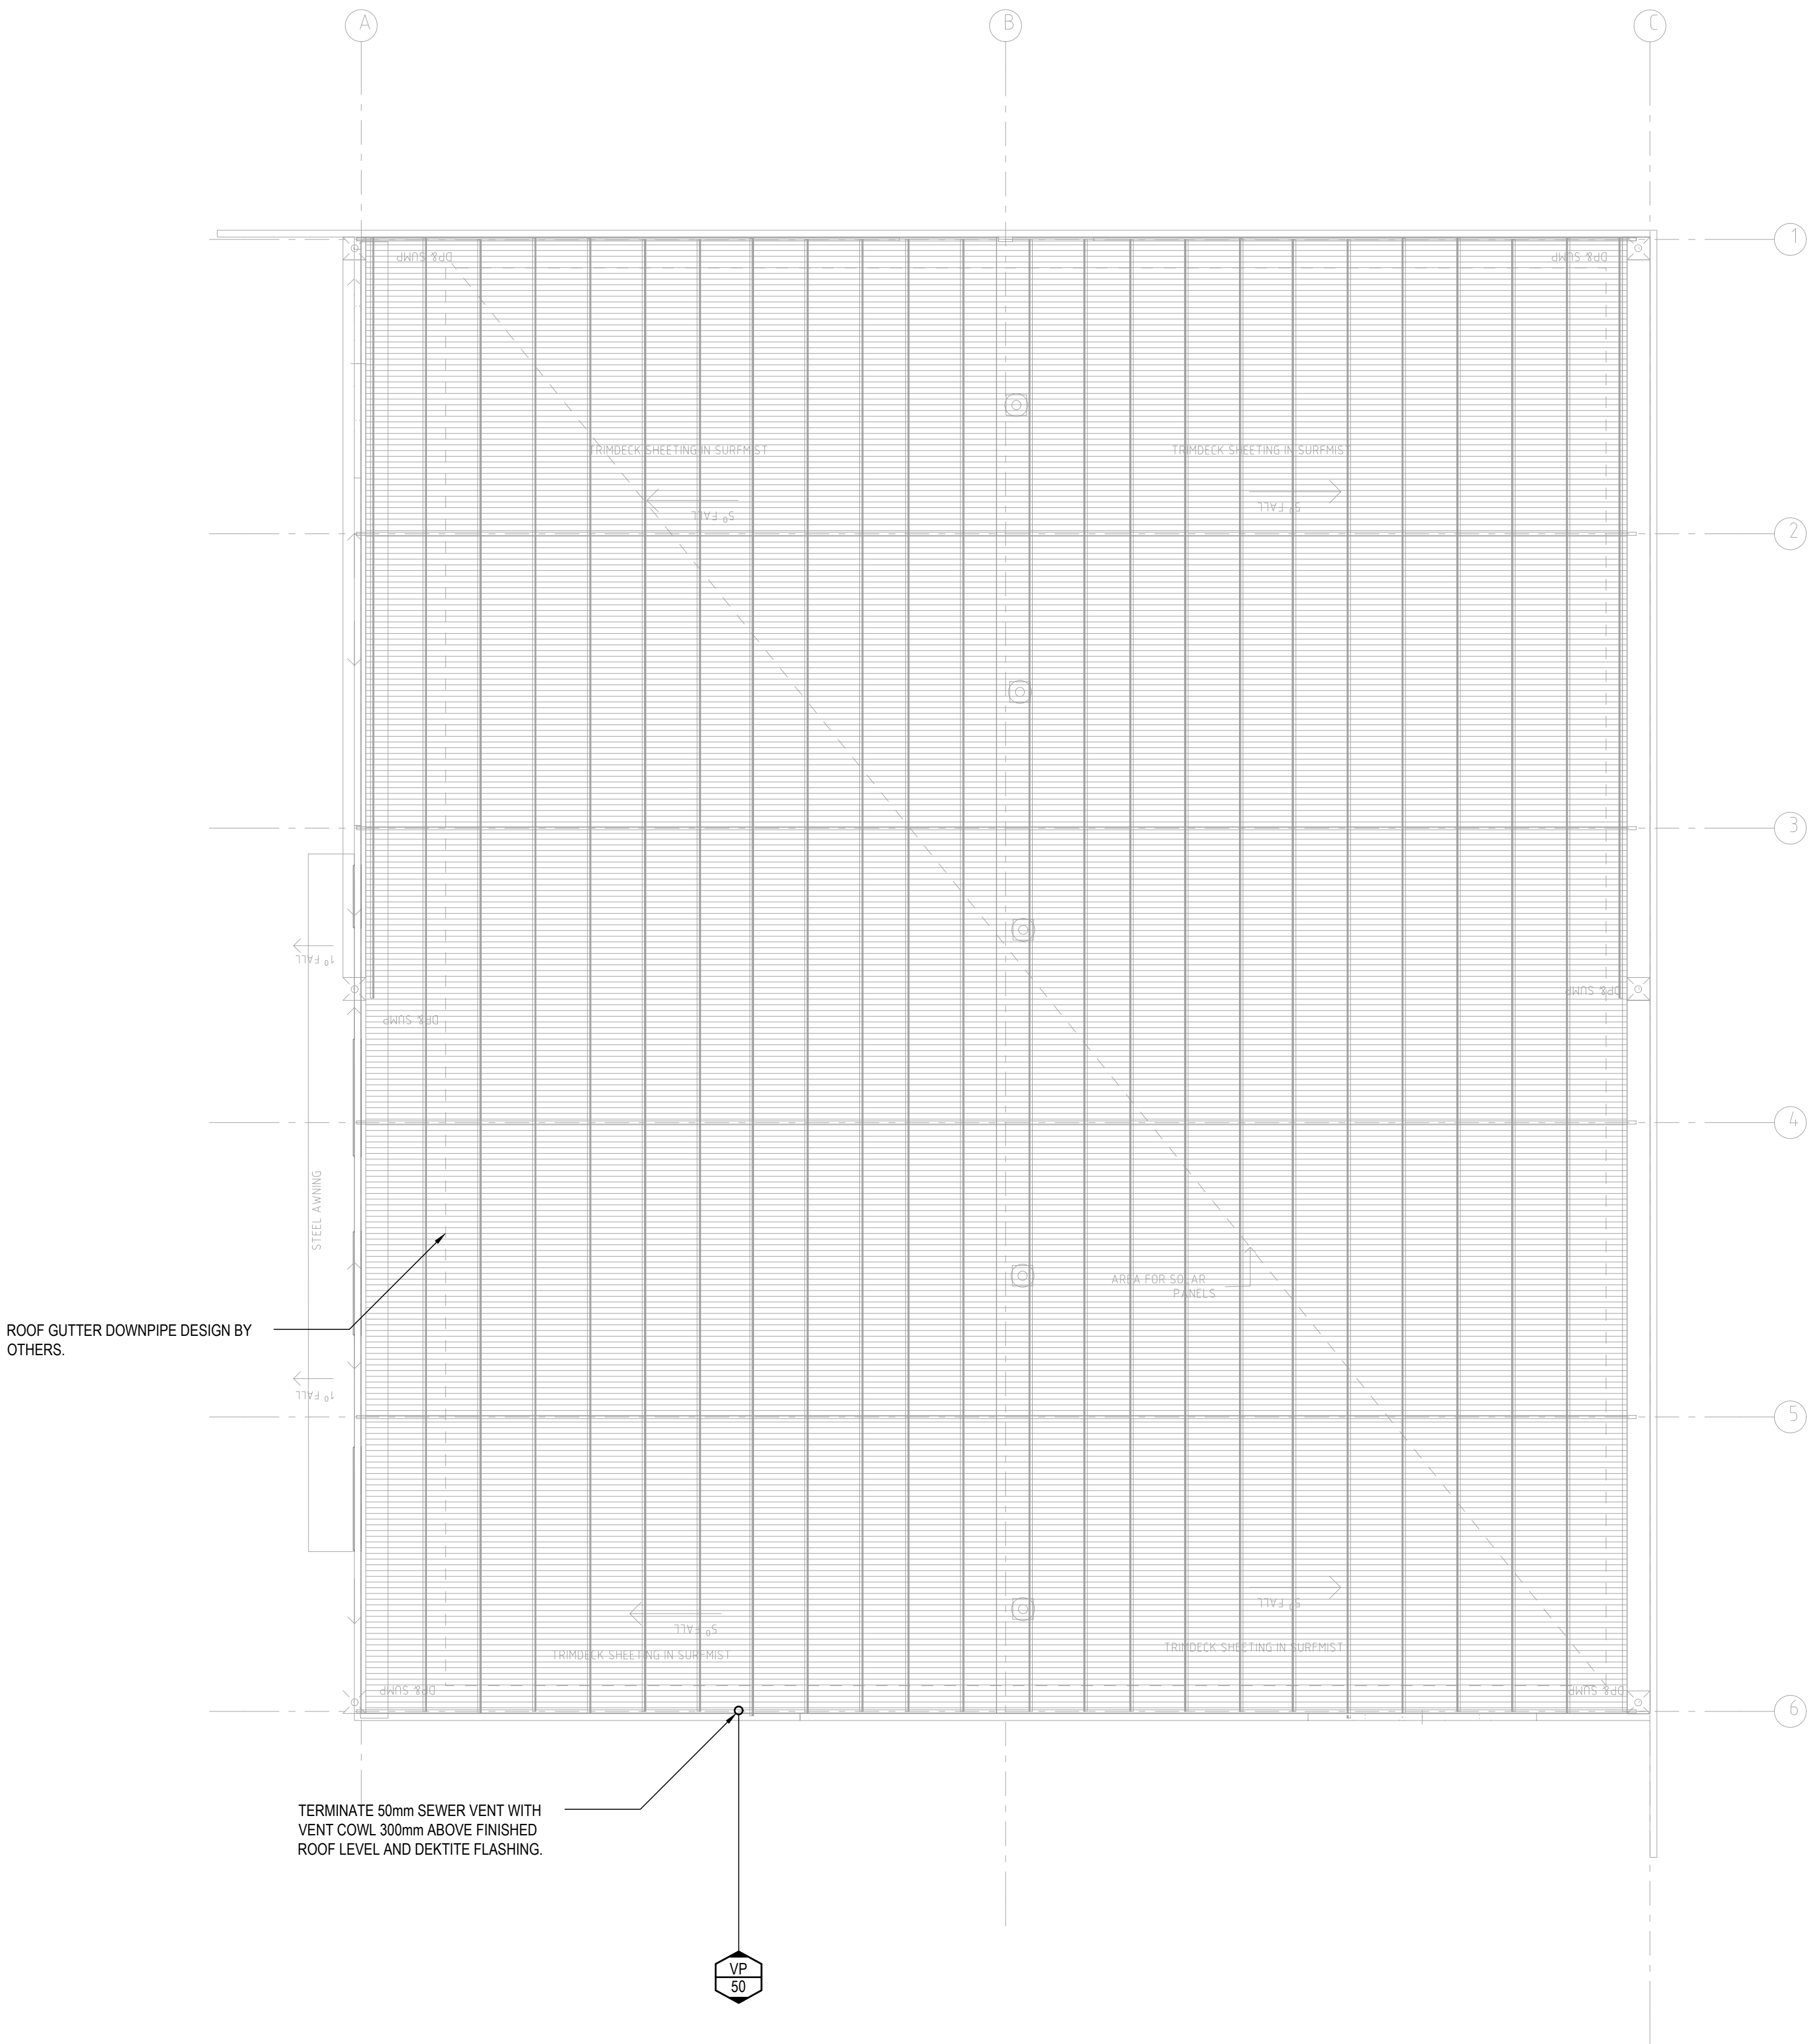 A
B
C
1
DP& SUMP
DP& SUMP
TRIMDECK SHEETING IN SURFMIST
TRIMDECK SHEETING IN SURFMIST
5° FALL
5° FALL
2
3
1° FALL
DP& SUMP
DP& SUMP
4
STEEL AWNING
AREA FOR SOLAR
PANELS
ROOF GUTTER DOWNPIPE DESIGN BY
OTHERS.
1° FALL
5
5° FALL
5° FALL
TRIMDECK SHEETING IN SURFMIST
TRIMDECK SHEETING IN SURFMIST
DP& SUMP
DP& SUMP
6
TERMINATE 50mm SEWER VENT WITH
VENT COWL 300mm ABOVE FINISHED
ROOF LEVEL AND DEKTITE FLASHING.
VP
50